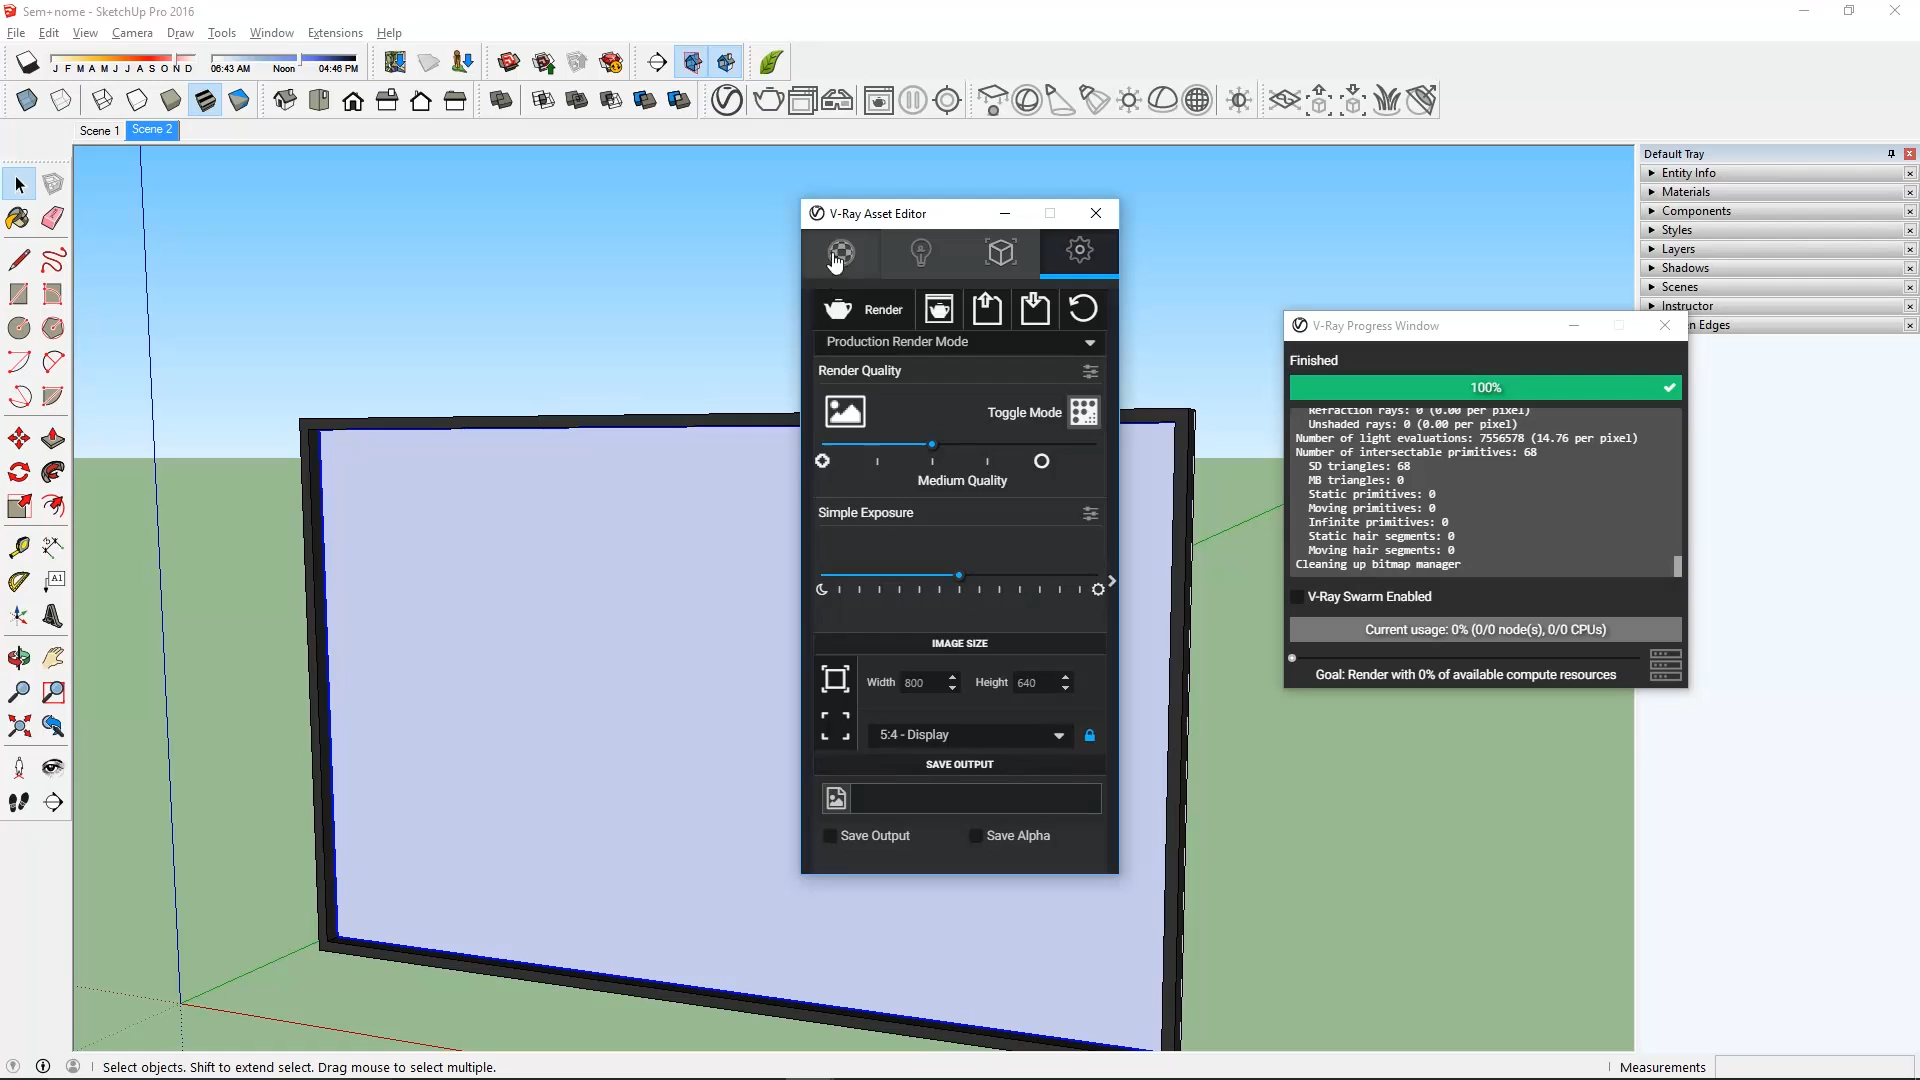 Sem+nome - SketchUp Pro 2016
File Edit View Camera Draw Tools Window Extensions Help
J F M A M J J A S O N D 06:43 AM Noon 04:46 PM
Scene 1 Scene 2
A1
V-Ray Asset Editor
Render
Production Render Mode
Render Quality
Toggle Mode
Medium Quality
Simple Exposure
IMAGE SIZE
Width 800 Height 640
5:4 - Display
SAVE OUTPUT
Save Output Save Alpha
Default Tray
Entity Info
Materials
Components
Styles
Layers
Shadows
Scenes
Instructor
n Edges
V-Ray Progress Window
Finished
100%
Refraction rays: 0 (0.00 per pixel)
Unshaded rays: 0 (0.00 per pixel)
Number of light evaluations: 7556578 (14.76 per pixel)
Number of intersectable primitives: 68
SD triangles: 68
MB triangles: 0
Static primitives: 0
Moving primitives: 0
Infinite primitives: 0
Static hair segments: 0
Moving hair segments: 0
Cleaning up bitmap manager
V-Ray Swarm Enabled
Current usage: 0% (0/0 node(s), 0/0 CPUs)
Goal: Render with 0% of available compute resources
Select objects. Shift to extend select. Drag mouse to select multiple.
Measurements